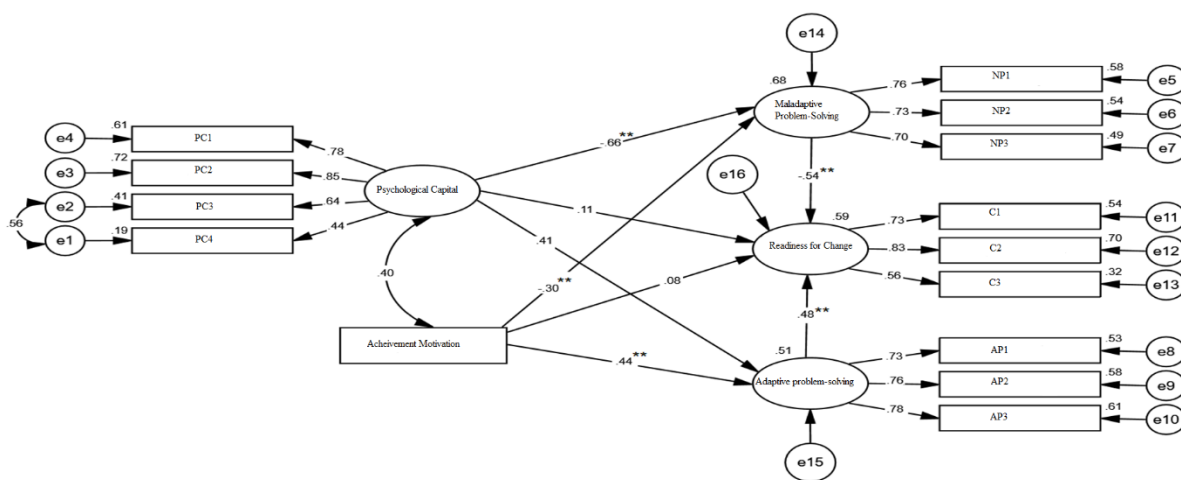 e14
.68
.76
NP1
.58
e5
Maladaptive
Problem-Solving
.73
NP2
.54
e6
.70
NP3
.49
e7
e4
.61
PC1
.78
-.66**
e3
.72
PC2
.85
Psychological Capital
e16
-.54**
e2
.41
PC3
.64
.11
.56
e1
.19
PC4
.44
.59
.73
C1
.54
e11
Readiness for Change
.83
C2
.70
e12
.56
C3
.32
e13
.41
.40
-.30**
.08
.48**
Acheivement Motivation
.44**
.51
.73
AP1
.53
e8
Adaptive problem-solving
.76
AP2
.58
e9
.78
AP3
.61
e10
e15